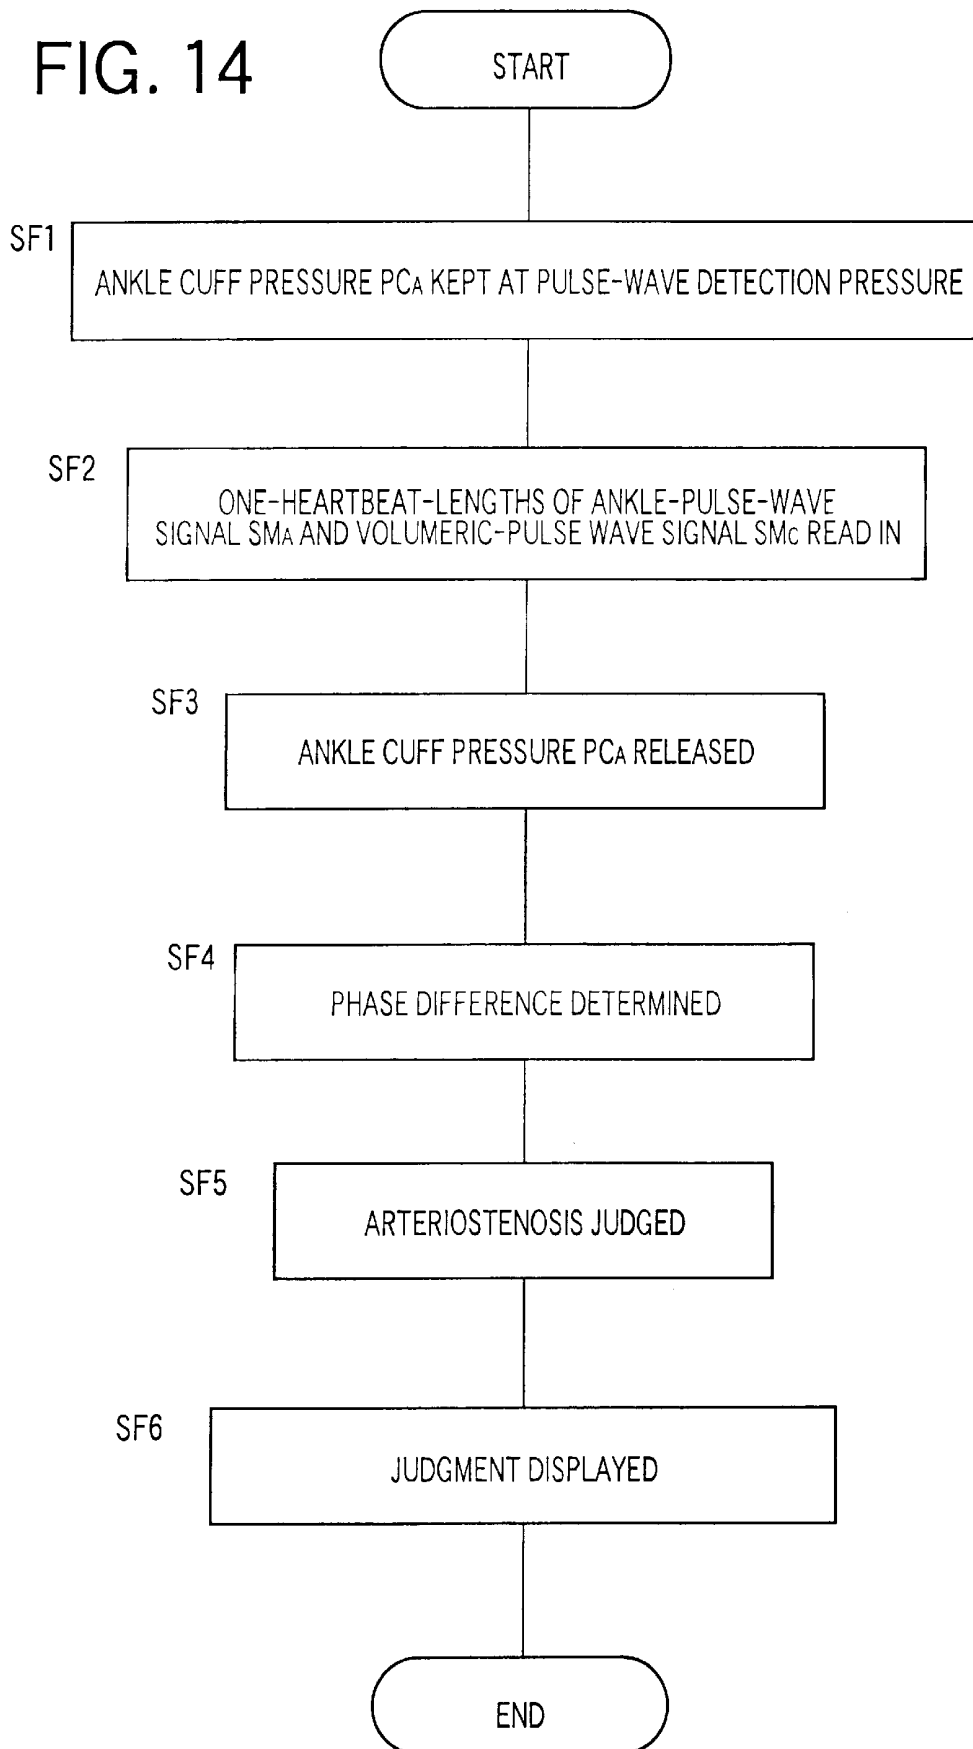 FIG. 14
START
SF1
ANKLE CUFF PRESSURE PCA KEPT AT PULSE-WAVE DETECTION PRESSURE
SF2
ONE-HEARTBEAT-LENGTHS OF ANKLE-PULSE-WAVE
SIGNAL SMA AND VOLUMERIC-PULSE WAVE SIGNAL SMC READ IN
SF3
ANKLE CUFF PRESSURE PCA RELEASED
SF4
PHASE DIFFERENCE DETERMINED
SF5
ARTERIOSTENOSIS JUDGED
SF6
JUDGMENT DISPLAYED
END